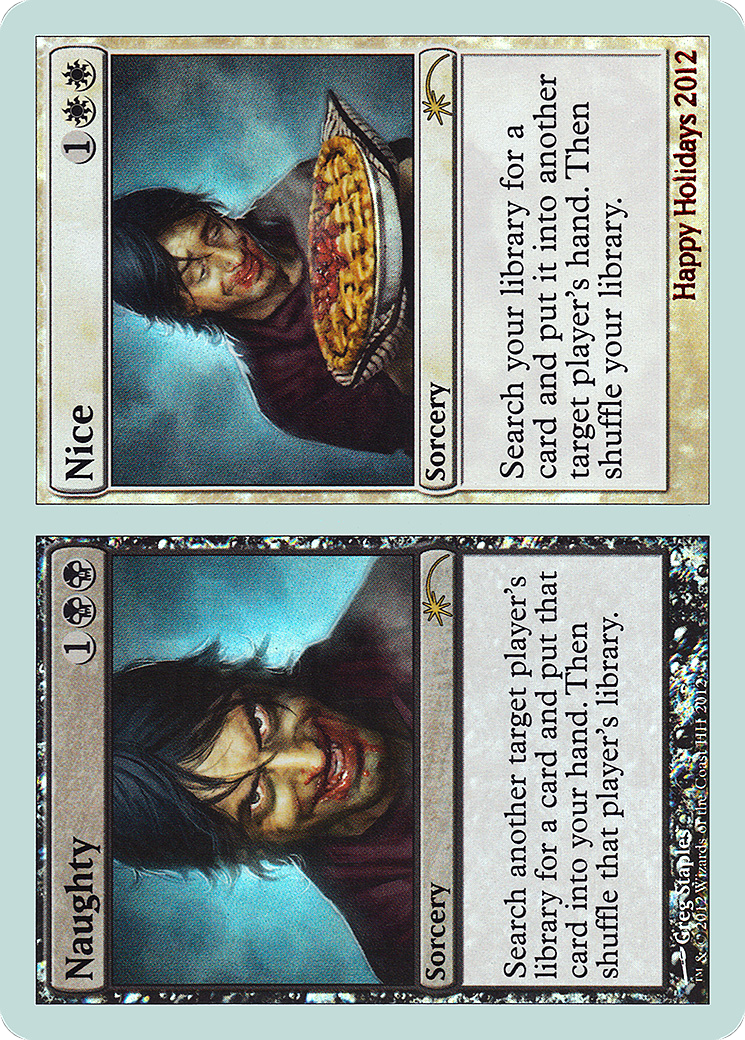 Naughty
1
Sorcery
Search another target player's
library for a card and put that
card into your hand. Then
shuffle that player's library.
Greg Staples
™ & © 2012 Wizards of the Coast HH 2012
Nice
1
Sorcery
Search your library for a
card and put it into another
target player's hand. Then
shuffle your library.
Happy Holidays 2012